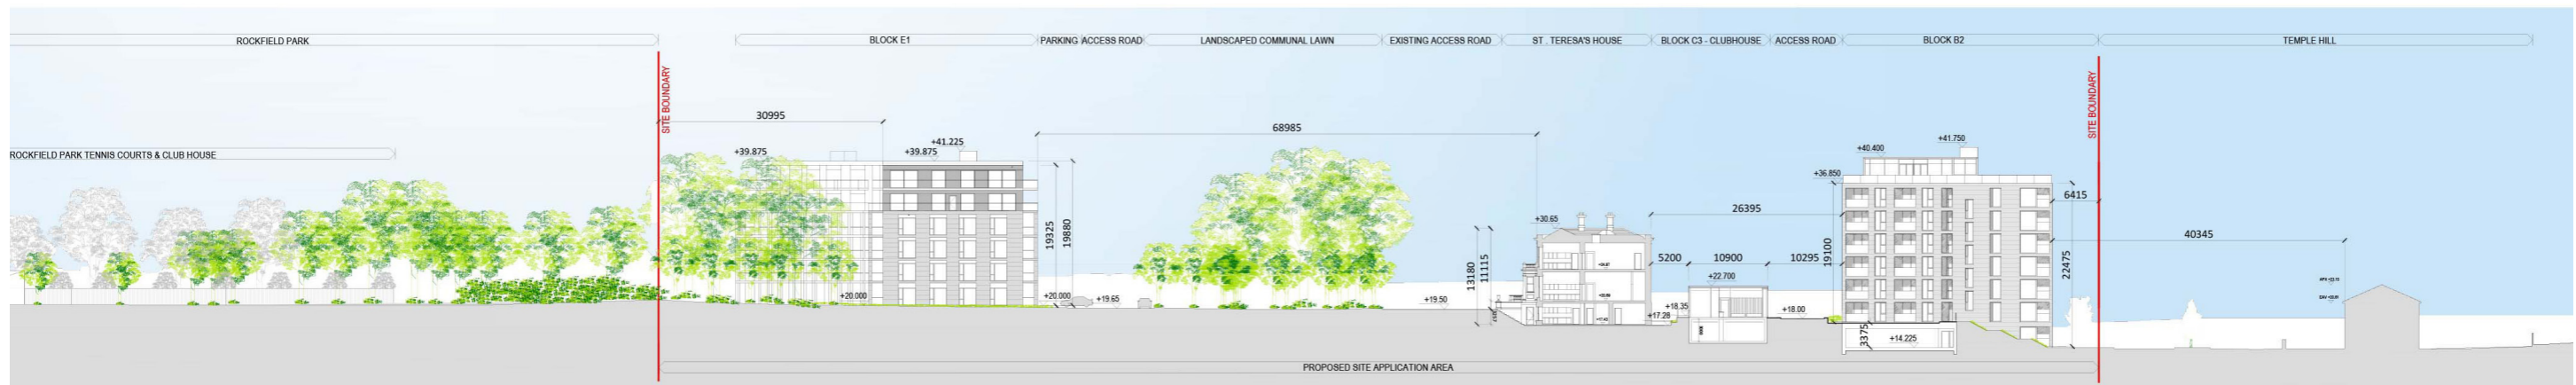 ROCKFIELD PARK
BLOCK E1
PARKING
ACCESS ROAD
LANDSCAPED COMMUNAL LAWN
EXISTING ACCESS ROAD
ST . TERESA'S HOUSE
BLOCK C3 - CLUBHOUSE
ACCESS ROAD
BLOCK B2
TEMPLE HILL
SITE BOUNDARY
SITE BOUNDARY
ROCKFIELD PARK TENNIS COURTS & CLUB HOUSE
30995
+39.875
+39.875
+41.225
68985
19325
19880
+20.000
+20.000
+19.65
+19.50
13180
11115
+30.65
+17.28
+18.35
5200
10900
10295
+22.700
26395
+18.00
19100
+36.850
+40.400
+41.750
6415
22475
3375
+14.225
40345
PROPOSED SITE APPLICATION AREA